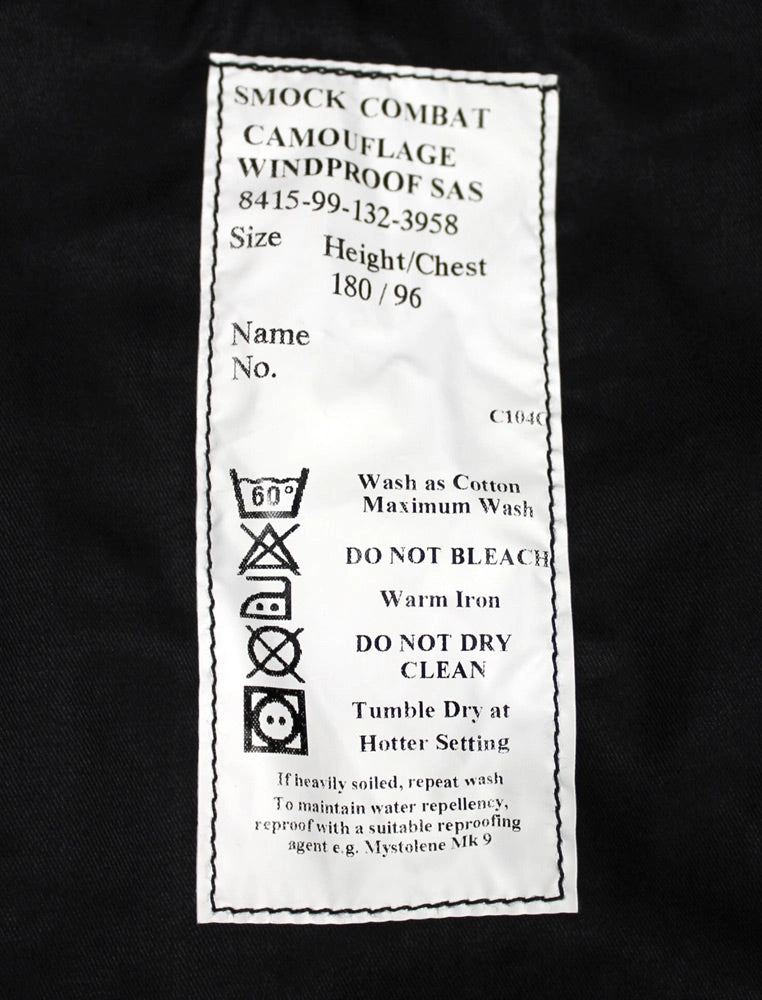 SMOCK COMBAT
CAMOUFLAGE
WINDPROOF SAS
8415-99-132-3958
Size Height/Chest
180 / 96
Name
No.
C104C
60°
Wash as Cotton
Maximum Wash
DO NOT BLEACH
Warm Iron
DO NOT DRY
CLEAN
Tumble Dry at
Hotter Setting
If heavily soiled, repeat wash
To maintain water repellency,
reproof with a suitable reproofing
agent e.g. Mystolene Mk 9